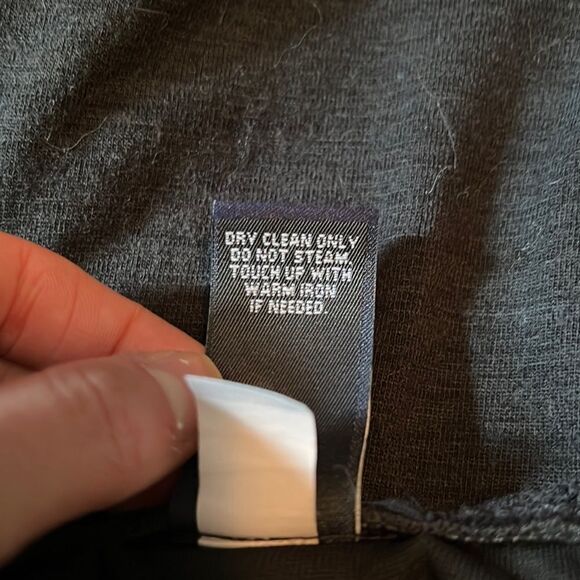 DRY CLEAN ONLY
DO NOT STEAM.
TOUCH UP WITH
WARM IRON
IF NEEDED.